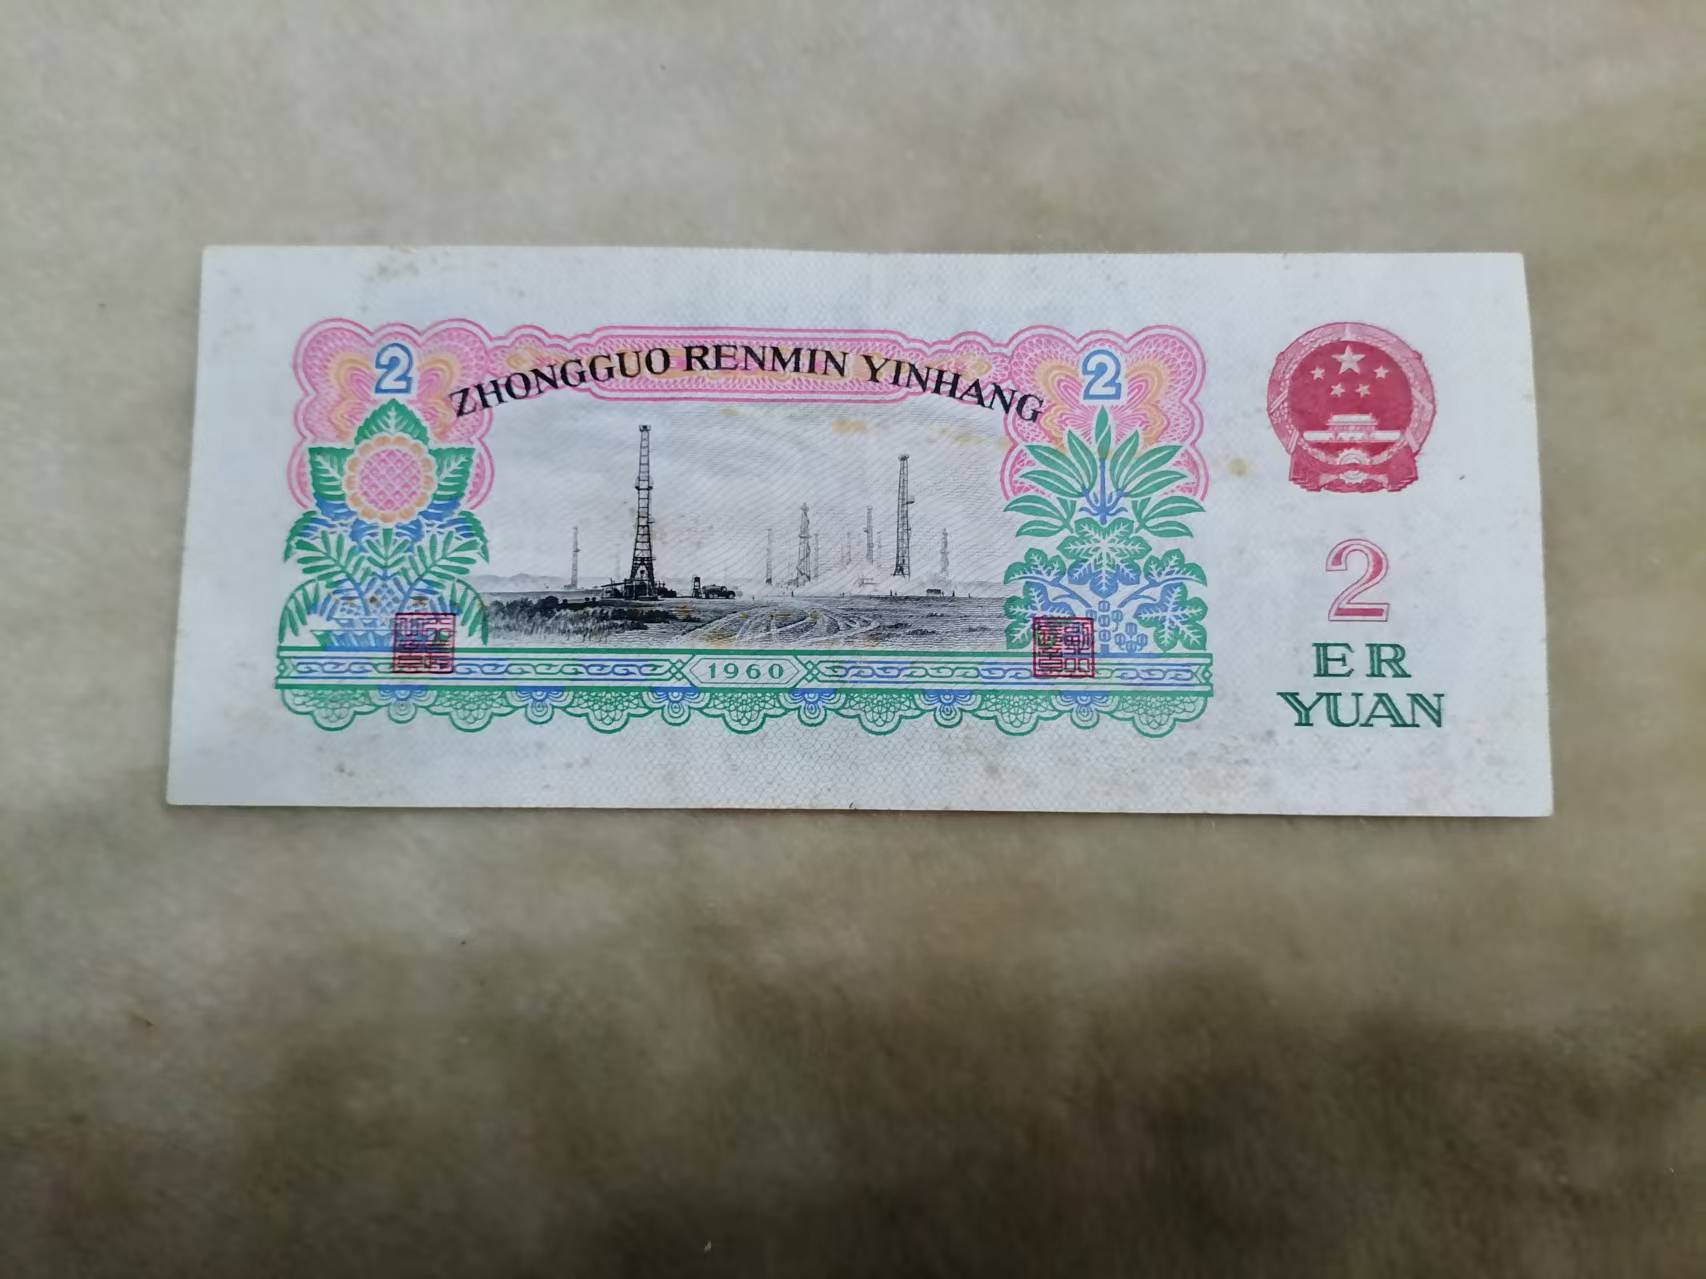 2
2
ZHONGGUO RENMIN YINHANG
1960
2
ER
YUAN